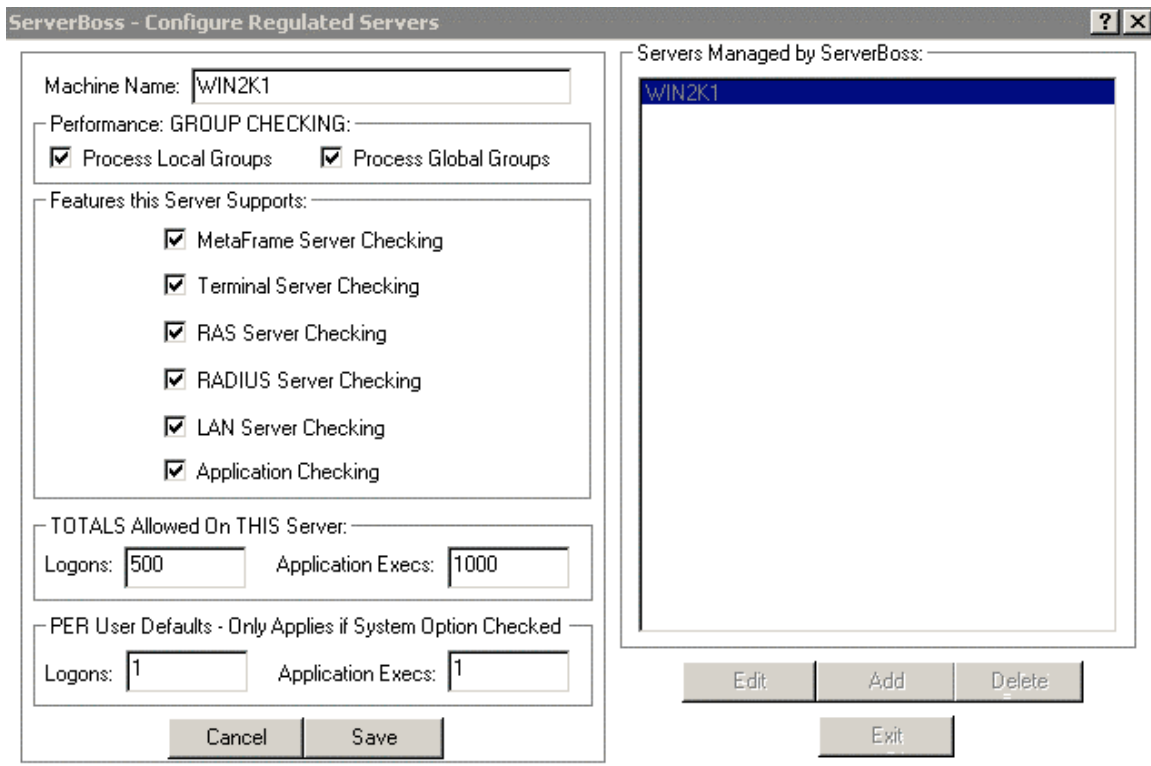 ServerBoss - Configure Regulated Servers
Machine Name: WIN2K1
Performance: GROUP CHECKING:
Process Local Groups Process Global Groups
Features this Server Supports:
MetaFrame Server Checking
Terminal Server Checking
RAS Server Checking
RADIUS Server Checking
LAN Server Checking
Application Checking
TOTALS Allowed On THIS Server:
Logons: 500 Application Execs: 1000
PER User Defaults - Only Applies if System Option Checked
Logons: 1 Application Execs: 1
Cancel Save
Servers Managed by ServerBoss:
WIN2K1
Edit Add Delete
Exit